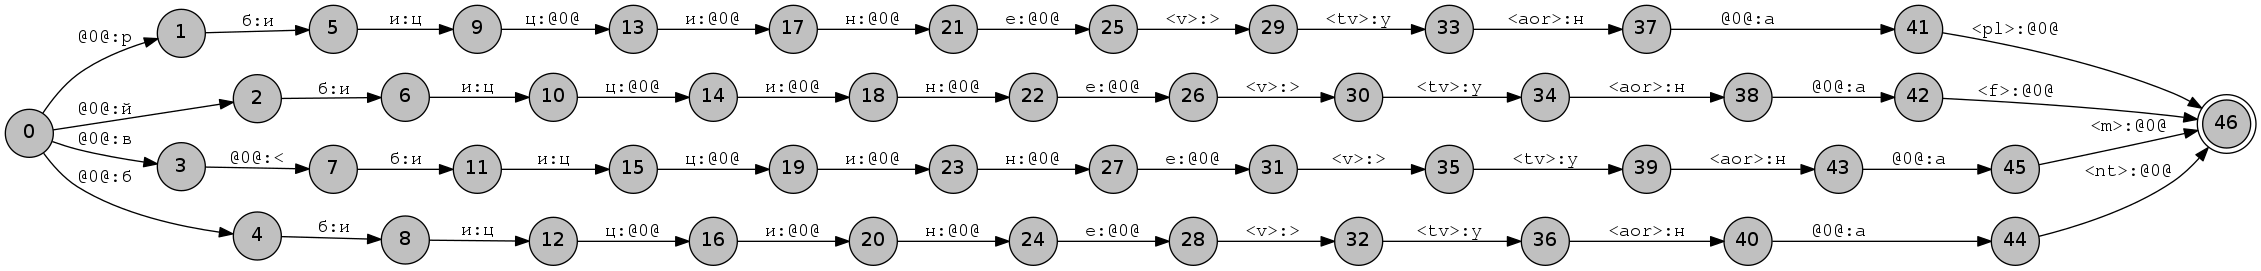 @0@:р 1 б:и 5 и:ц 9 ц:@0@ 13 и:@0@ 17 н:@0@ 21 е:@0@ 25 <v>:> 29 <tv>:у 33 <aor>:н 37 @0@:а 41 <pl>:@0@
@0@:й 2 б:и 6 и:ц 10 ц:@0@ 14 и:@0@ 18 н:@0@ 22 е:@0@ 26 <v>:> 30 <tv>:у 34 <aor>:н 38 @0@:а 42 <f>:@0@
0 46
@0@:в 3 @0@:< 7 б:и 11 и:ц 15 ц:@0@ 19 и:@0@ 23 н:@0@ 27 е:@0@ 31 <v>:> 35 <tv>:у 39 <aor>:н 43 @0@:а 45 <m>:@0@
@0@:б 4 б:и 8 и:ц 12 ц:@0@ 16 и:@0@ 20 н:@0@ 24 е:@0@ 28 <v>:> 32 <tv>:у 36 <aor>:н 40 @0@:а 44 <nt>:@0@